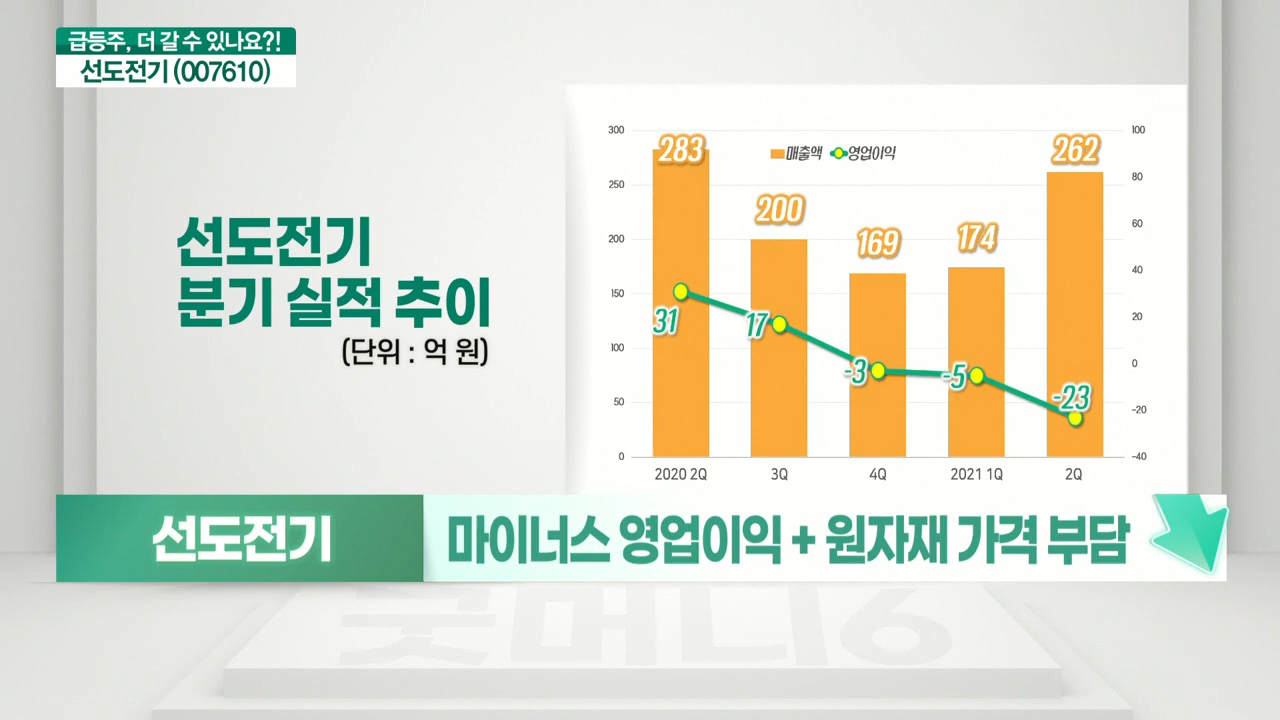 급등주, 더 갈 수 있나요?!
선도전기 (007610)
선도전기
분기 실적 추이
(단위 : 억 원)
매출액 영업이익
300
250
200
150
100
50
0
100
80
60
40
20
0
-20
-40
283
200
169
174
262
31
17
-3
-5
-23
2020 2Q 3Q 4Q 2021 1Q 2Q
선도전기
마이너스 영업이익 + 원자재 가격 부담
굿머니6